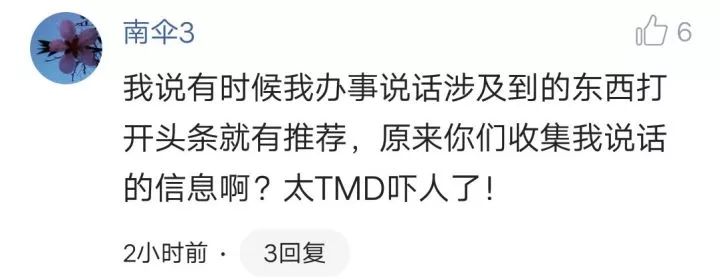 南伞3
6
我说有时候我办事说话涉及到的东西打
开头条就有推荐，原来你们收集我说话
的信息啊？太TMD吓人了！
2小时前 · 3回复